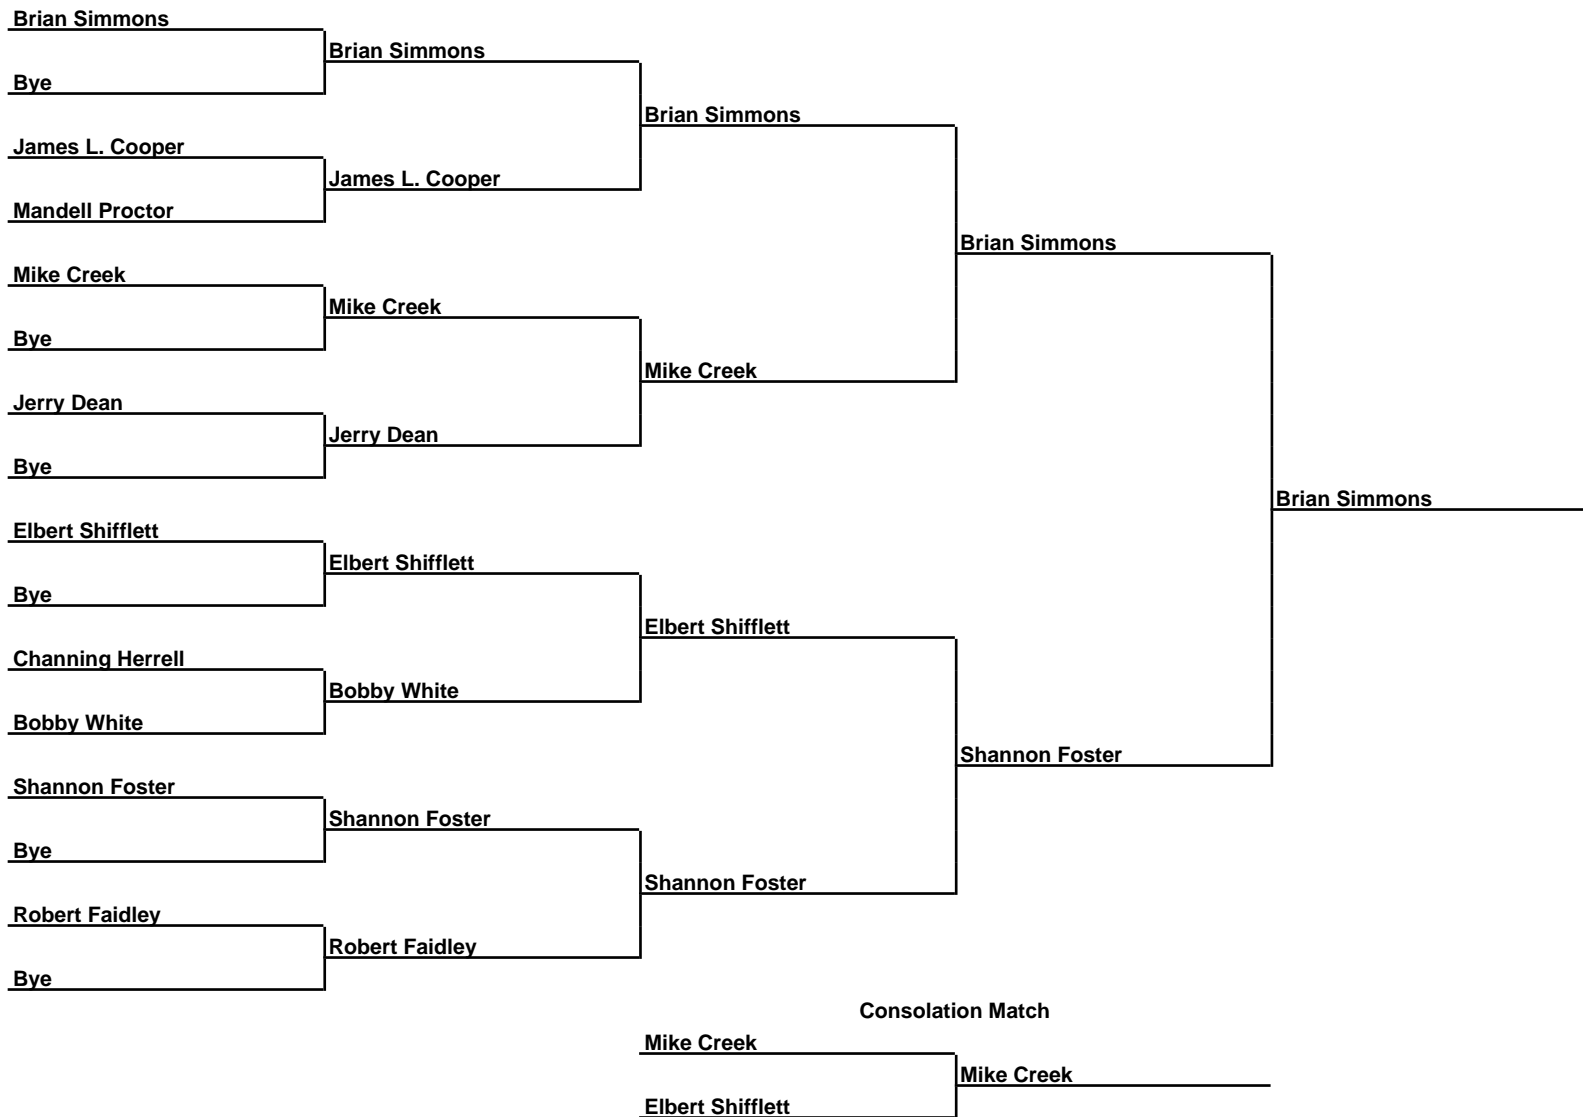 Brian Simmons
Brian Simmons
Bye
Brian Simmons
James L. Cooper
James L. Cooper
Mandell Proctor
Brian Simmons
Mike Creek
Mike Creek
Bye
Mike Creek
Jerry Dean
Jerry Dean
Bye
Brian Simmons
Elbert Shifflett
Elbert Shifflett
Bye
Elbert Shifflett
Channing Herrell
Bobby White
Bobby White
Shannon Foster
Shannon Foster
Shannon Foster
Bye
Shannon Foster
Robert Faidley
Robert Faidley
Bye
Consolation Match
Mike Creek
Mike Creek
Elbert Shifflett